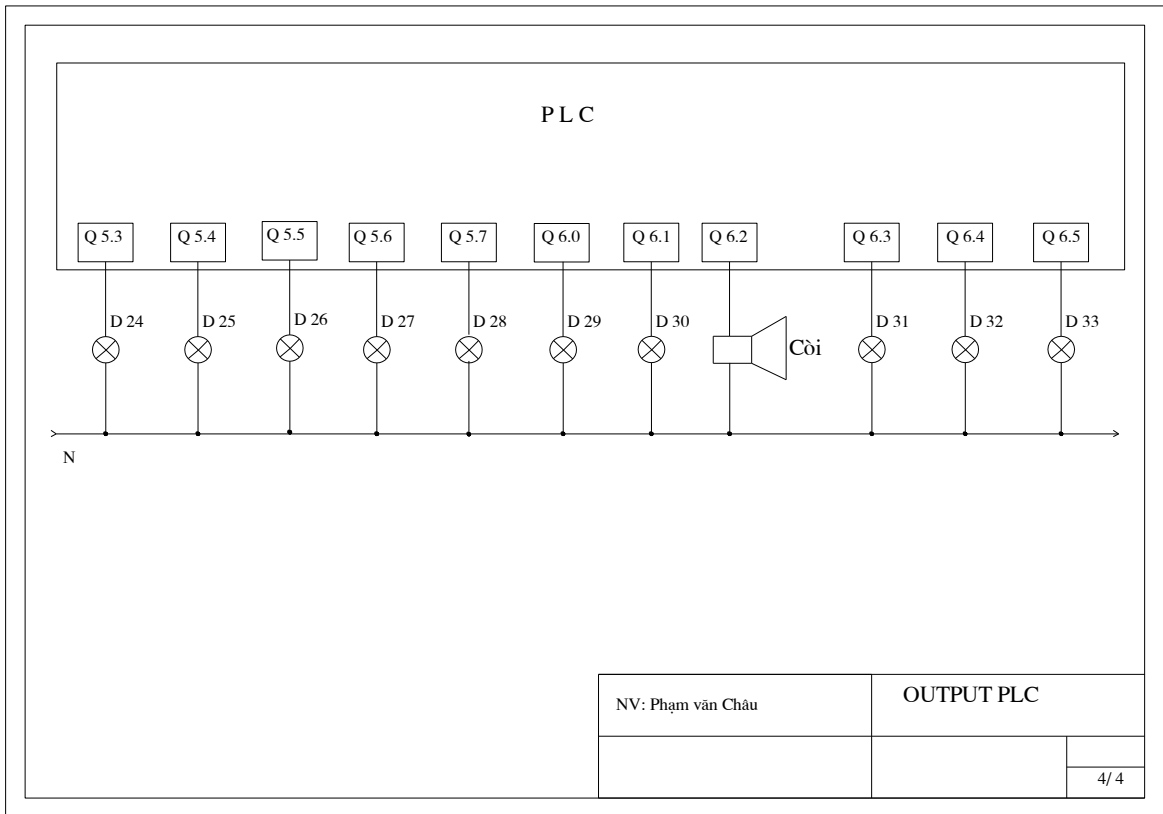 P L C
Q 5.3 Q 5.4 Q 5.5 Q 5.6 Q 5.7 Q 6.0 Q 6.1 Q 6.2 Q 6.3 Q 6.4 Q 6.5
D 24 D 25 D 26 D 27 D 28 D 29 D 30 Còi D 31 D 32 D 33
N
NV: Phạm văn Châu
OUTPUT PLC
4/ 4